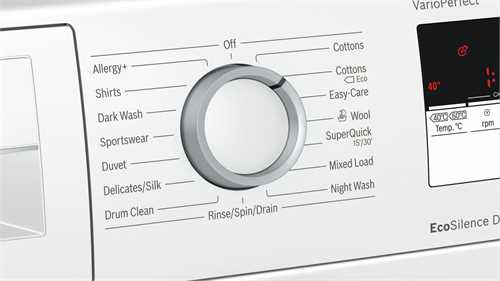 VarioPerfect
Off
Allergy+
Cottons
Shirts
Cottons
Eco
Dark Wash
Easy-Care
Sportswear
Wool
Duvet
SuperQuick
15'/30'
Delicates/Silk
Mixed Load
Drum Clean
Night Wash
Rinse/Spin/Drain
40°
1:
40°C 60°C
Temp. °C
rpm
EcoSilence D